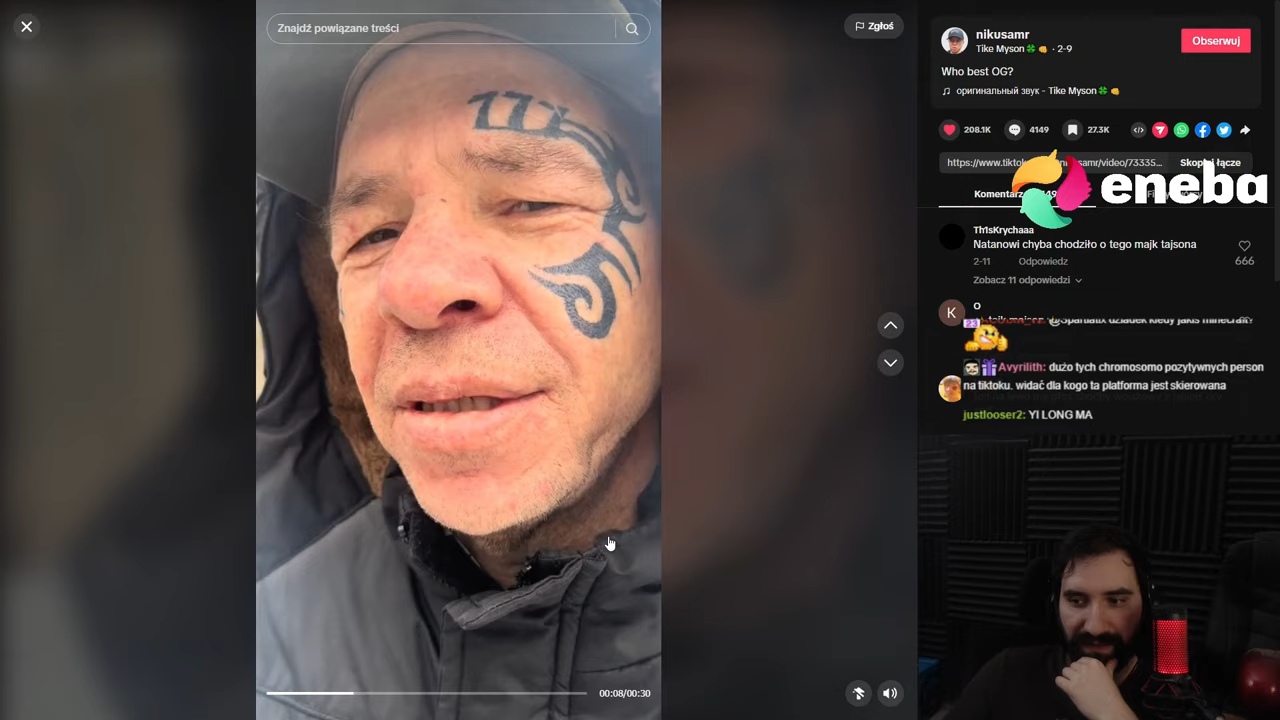 Znajdź powiązane treści
Zgłoś
nikusamr
Tike Myson🍀 👊 · 2-9
Obserwuj
Who best OG?
оригинальный звук - Tike Myson🍀 👊
208.1K
4149
27.3K
Skopiuj łącze
eneba
Th1sKrychaaa
Natanowi chyba chodziło o tego majk tajsona
2-11
Odpowiedz
666
Zobacz 11 odpowiedzi
K
O
23
Avyrilith: dużo tych chromosomo pozytywnych person
na tiktoku. widać dla kogo ta platforma jest skierowana
justlooser2: YI LONG MA
00:08/00:30